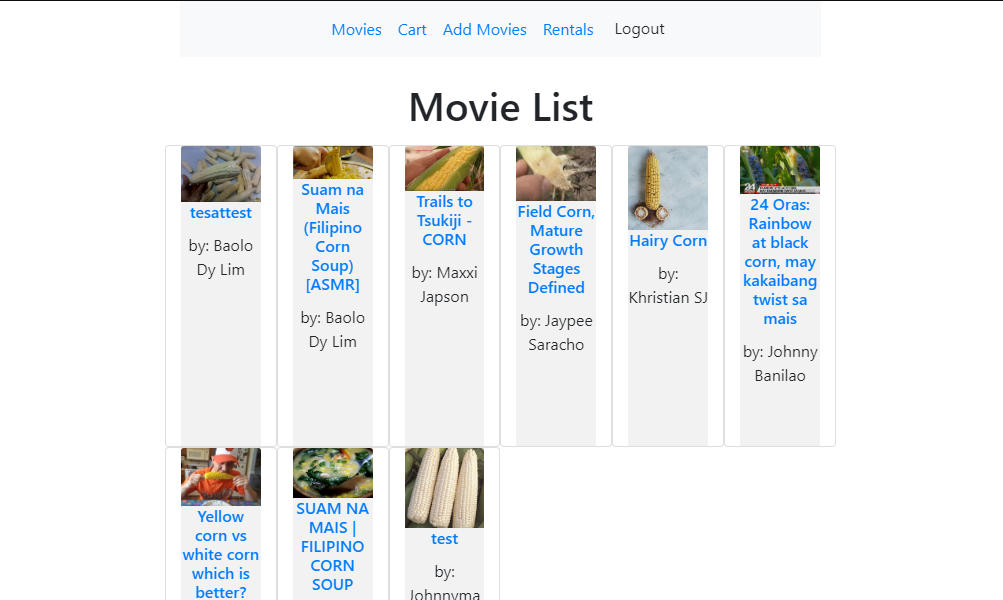 Movies Cart Add Movies Rentals Logout
Movie List
tesattest
by: Baolo
Dy Lim
Suam na
Mais
(Filipino
Corn
Soup)
[ASMR]
by: Baolo
Dy Lim
Trails to
Tsukiji -
CORN
by: Maxxi
Japson
Field Corn,
Mature
Growth
Stages
Defined
by: Jaypee
Saracho
Hairy Corn
by:
Khristian SJ
24
24 Oras:
Rainbow
at black
corn, may
kakaibang
twist sa
mais
by: Johnny
Banilao
Yellow
corn vs
white corn
which is
better?
SUAM NA
MAIS |
FILIPINO
CORN
SOUP
test
by:
Johnnyma